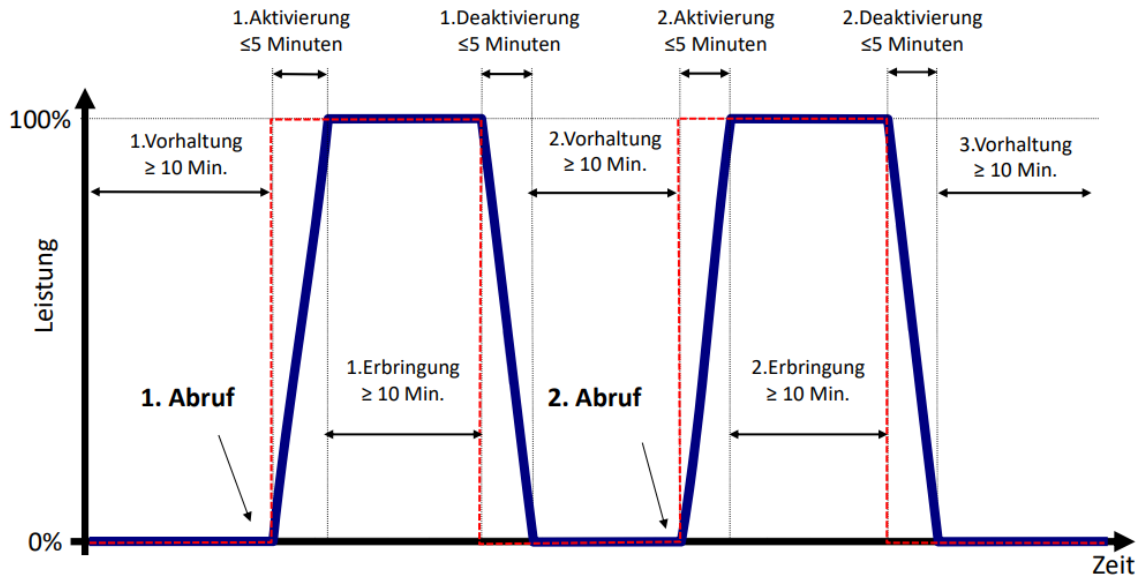 1.Aktivierung
≤5 Minuten
1.Deaktivierung
≤5 Minuten
2.Aktivierung
≤5 Minuten
2.Deaktivierung
≤5 Minuten
100%
1.Vorhaltung
≥ 10 Min.
2.Vorhaltung
≥ 10 Min.
3.Vorhaltung
≥ 10 Min.
Leistung
1. Abruf
1.Erbringung
≥ 10 Min.
2. Abruf
2.Erbringung
≥ 10 Min.
0%
Zeit